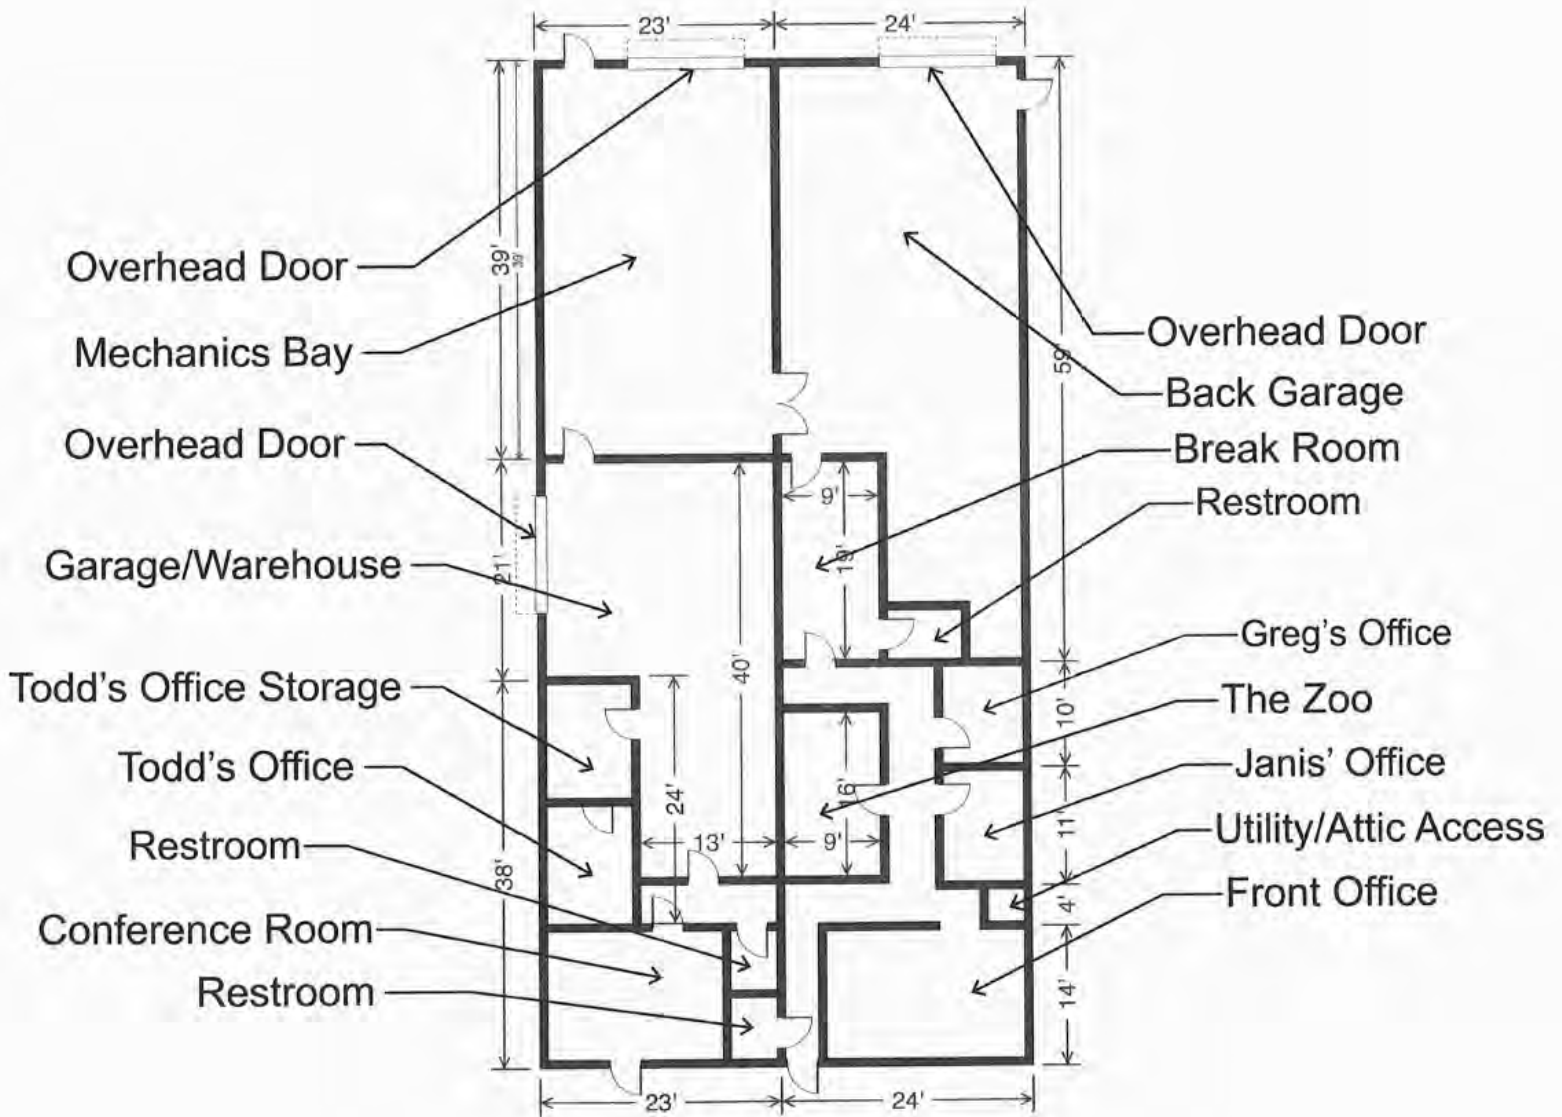 23'
24'
Overhead Door
39'
39'
Mechanics Bay
Overhead Door
59'
Back Garage
Overhead Door
Break Room
9'
Restroom
Garage/Warehouse
21'
19'
Greg's Office
Todd's Office Storage
40'
The Zoo
10'
Todd's Office
24'
16'
Janis' Office
Restroom
13'
9'
11'
Utility/Attic Access
38'
Front Office
4'
Conference Room
Restroom
14'
23'
24'